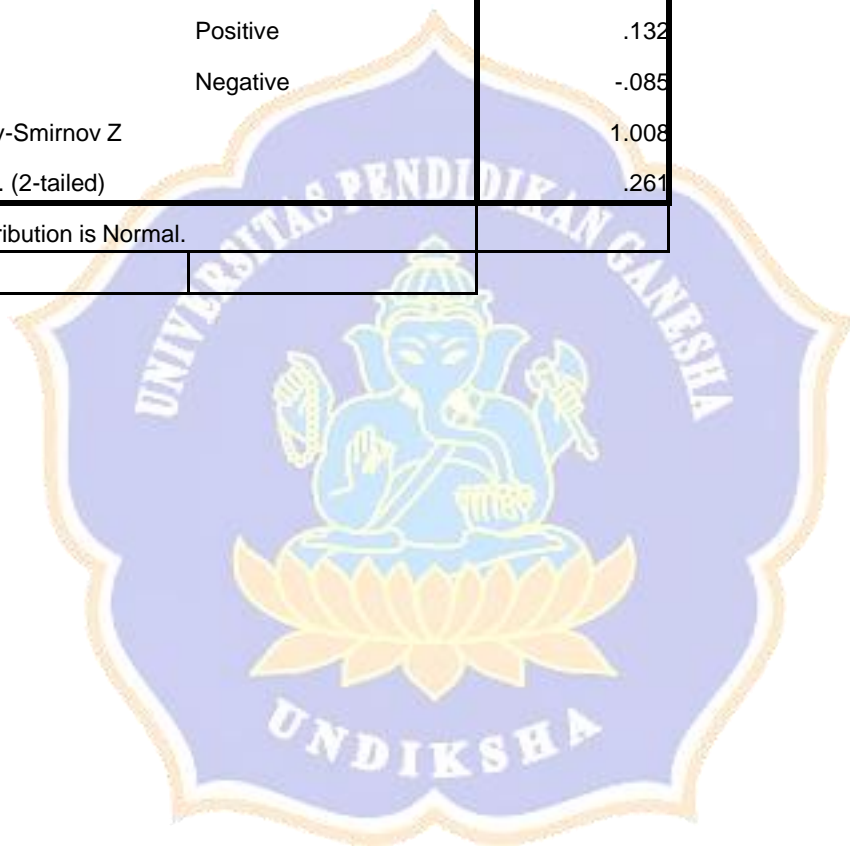 Positive .132
Negative -.085
v-Smirnov Z 1.008
. (2-tailed) .261
ribution is Normal.
UNIVERSITAS PENDIDIKAN GANESHA
UNDIKSHA